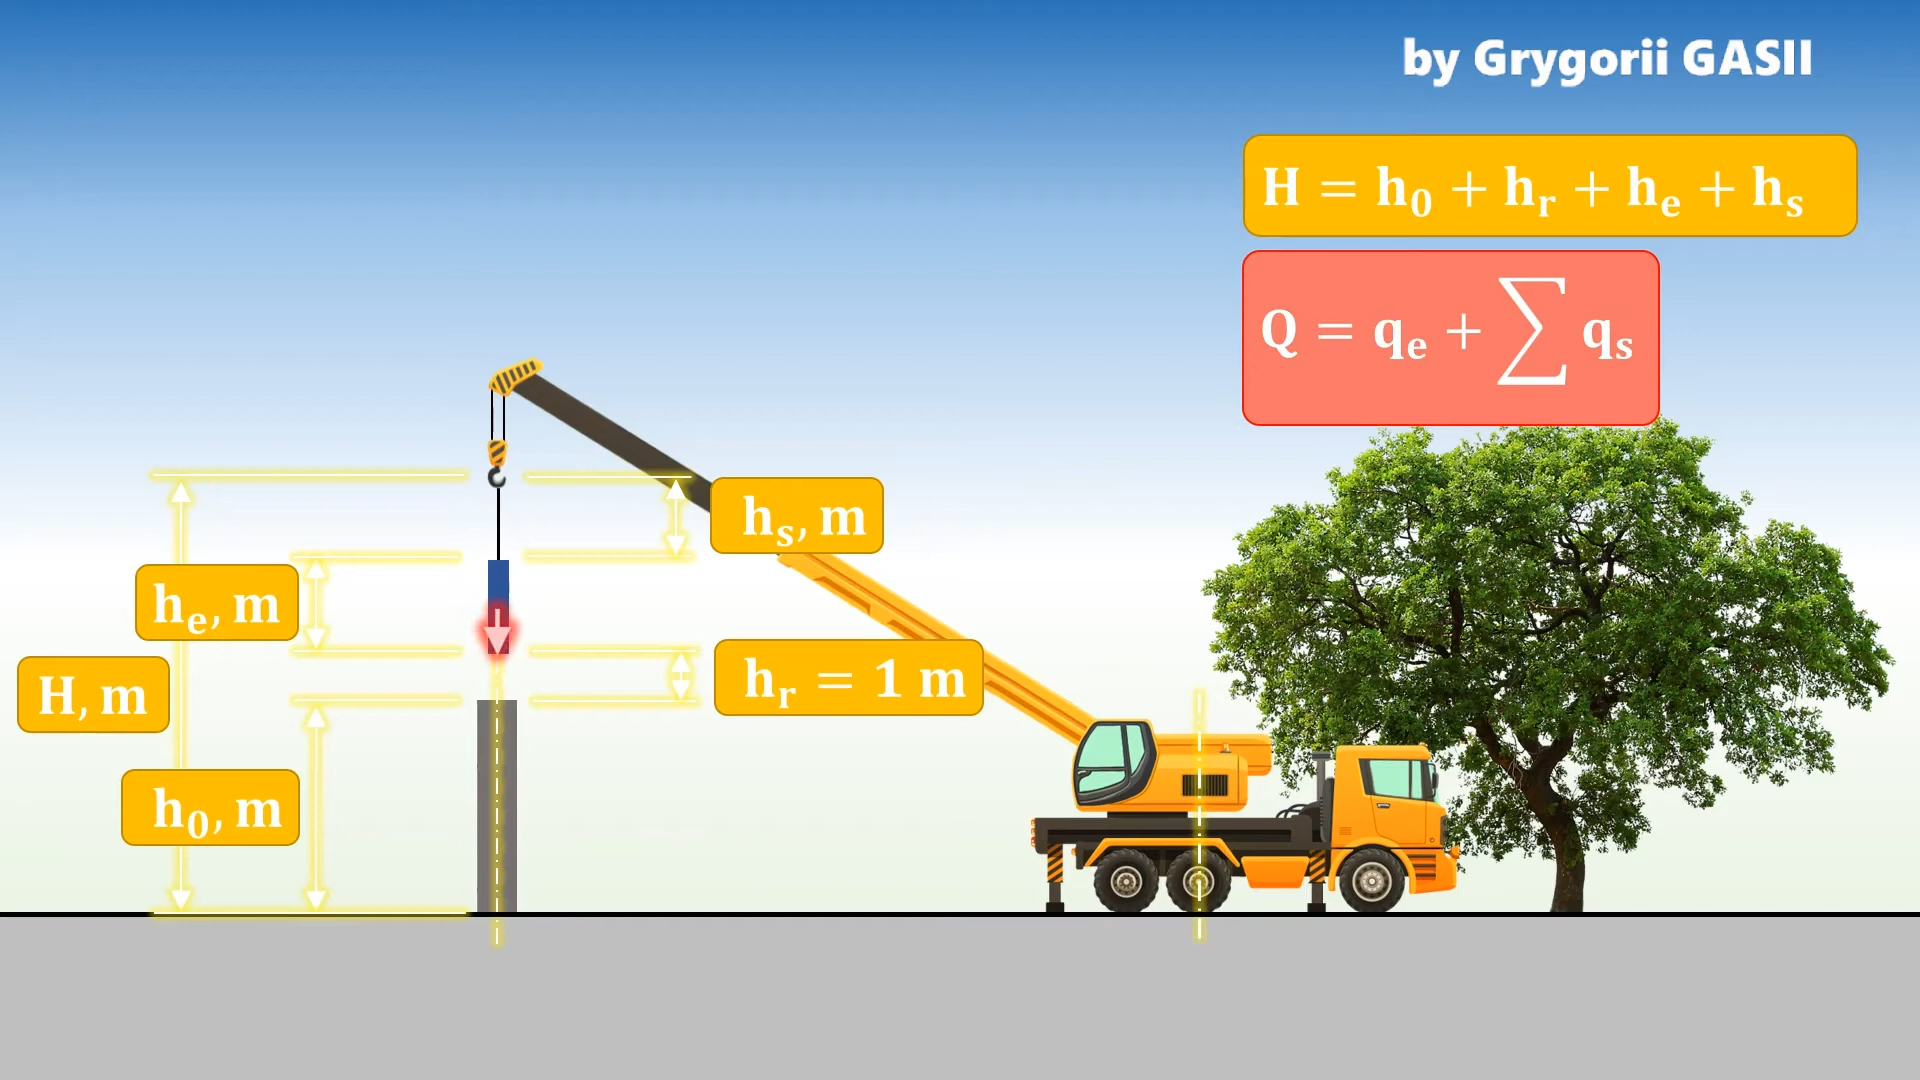 by Grygorii GASII
H = h₀ + hᵣ + hₑ + hₛ
Q = qₑ + ∑ qₛ
hₛ, m
hₑ, m
hᵣ = 1 m
H, m
h₀, m